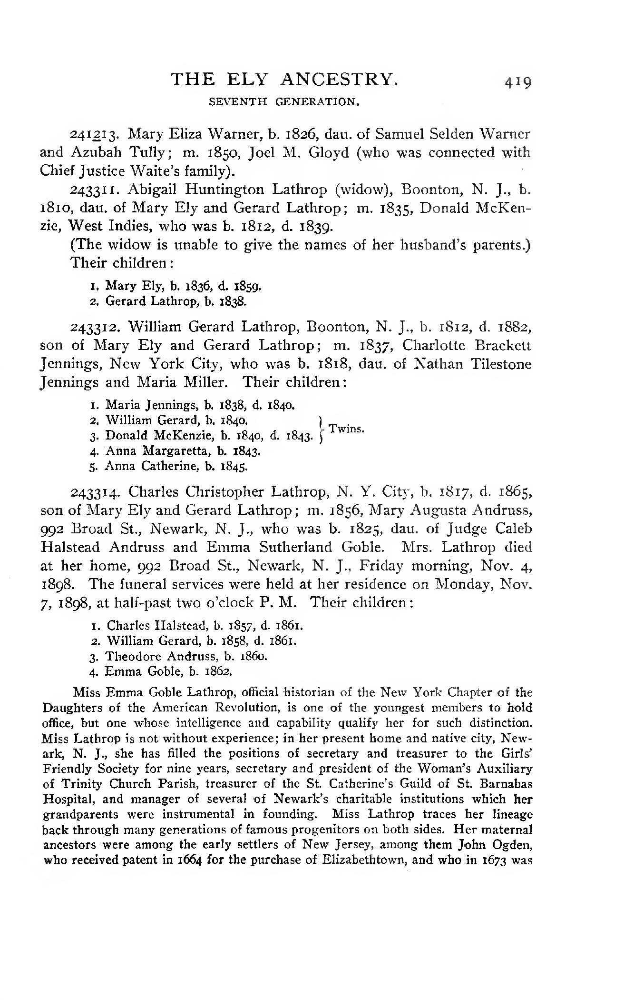 THE ELY ANCESTRY. 419
SEVENTH GENERATION.
241213. Mary Eliza Warner, b. 1826, dau. of Samuel Selden Warner
and Azubah Tully; m. 1850, Joel M. Gloyd (who was connected with
Chief Justice Waite's family).
243311. Abigail Huntington Lathrop (widow), Boonton, N. J., b.
1810, dau. of Mary Ely and Gerard Lathrop; m. 1835, Donald McKen-
zie, West Indies, who was b. 1812, d. 1839.
(The widow is unable to give the names of her husband's parents.)
Their children:
1. Mary Ely, b. 1836, d. 1859.
2. Gerard Lathrop, b. 1838.
243312. William Gerard Lathrop, Boonton, N. J., b. 1812, d. 1882,
son of Mary Ely and Gerard Lathrop; m. 1837, Charlotte Brackett
Jennings, New York City, who was b. 1818, dau. of Nathan Tilestone
Jennings and Maria Miller. Their children:
1. Maria Jennings, b. 1838, d. 1840.
2. William Gerard, b. 1840.
3. Donald McKenzie, b. 1840, d. 1843. } Twins.
4. Anna Margaretta, b. 1843.
5. Anna Catherine, b. 1845.
243314. Charles Christopher Lathrop, N. Y. City, b. 1817, d. 1865,
son of Mary Ely and Gerard Lathrop; m. 1856, Mary Augusta Andruss,
992 Broad St., Newark, N. J., who was b. 1825, dau. of Judge Caleb
Halstead Andruss and Emma Sutherland Goble. Mrs. Lathrop died
at her home, 992 Broad St., Newark, N. J., Friday morning, Nov. 4,
1898. The funeral services were held at her residence on Monday, Nov.
7, 1898, at half-past two o'clock P. M. Their children:
1. Charles Halstead, b. 1857, d. 1861.
2. William Gerard, b. 1858, d. 1861.
3. Theodore Andruss, b. 1860.
4. Emma Goble, b. 1862.
Miss Emma Goble Lathrop, official historian of the New York Chapter of the
Daughters of the American Revolution, is one of the youngest members to hold
office, but one whose intelligence and capability qualify her for such distinction.
Miss Lathrop is not without experience; in her present home and native city, New-
ark, N. J., she has filled the positions of secretary and treasurer to the Girls'
Friendly Society for nine years, secretary and president of the Woman's Auxiliary
of Trinity Church Parish, treasurer of the St. Catherine's Guild of St. Barnabas
Hospital, and manager of several of Newark's charitable institutions which her
grandparents were instrumental in founding. Miss Lathrop traces her lineage
back through many generations of famous progenitors on both sides. Her maternal
ancestors were among the early settlers of New Jersey, among them John Ogden,
who received patent in 1664 for the purchase of Elizabethtown, and who in 1673 was